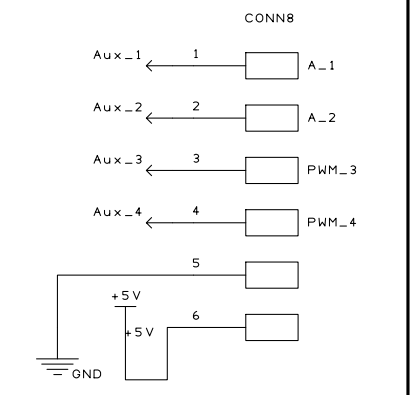 CONN8
Aux_1 1 A_1
Aux_2 2 A_2
Aux_3 3 PWM_3
Aux_4 4 PWM_4
5
+5V
6
+5V
GND